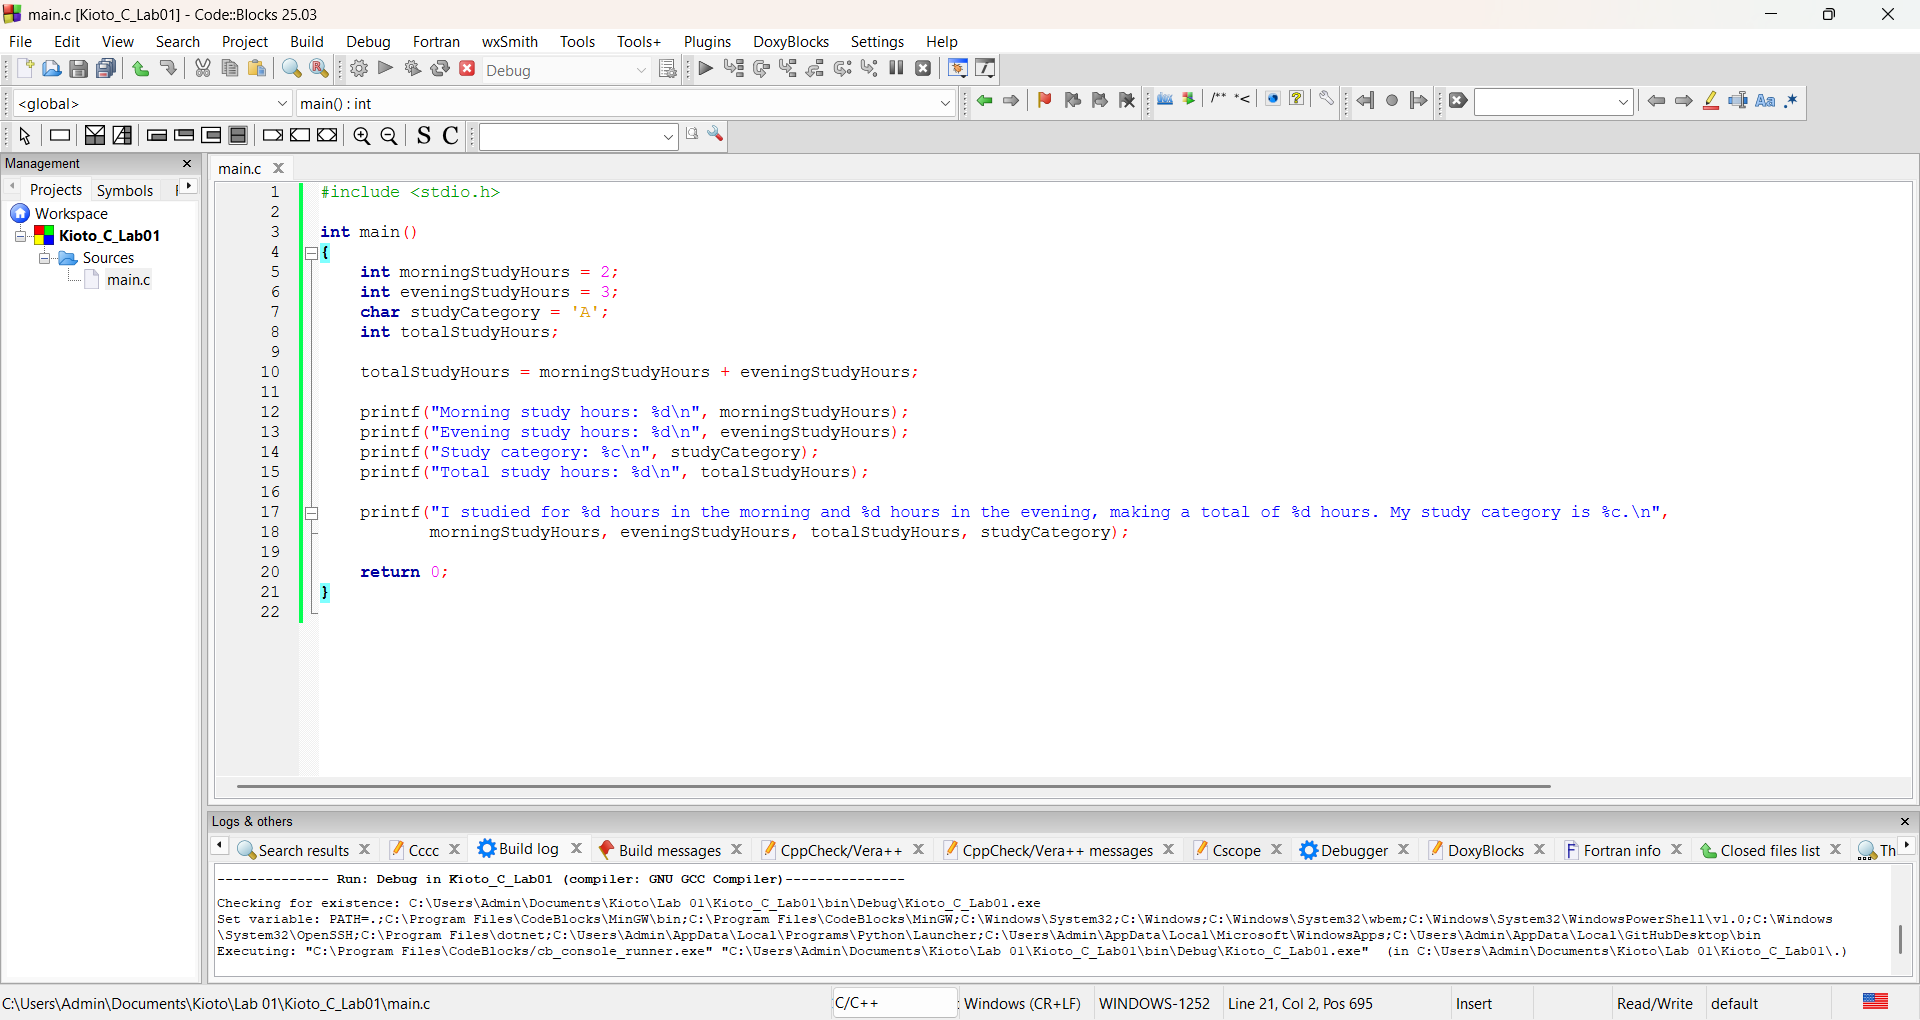 main.c [Kioto_C_Lab01] - Code::Blocks 25.03
File Edit View Search Project Build Debug Fortran wxSmith Tools Tools+ Plugins DoxyBlocks Settings Help
Debug
<global> main() : int
/** *< Aa .*
S C
Management
Projects Symbols
Workspace
Kioto_C_Lab01
Sources
main.c
main.c
1 #include <stdio.h>
2
3 int main()
4 {
5 int morningStudyHours = 2;
6 int eveningStudyHours = 3;
7 char studyCategory = 'A';
8 int totalStudyHours;
9
10 totalStudyHours = morningStudyHours + eveningStudyHours;
11
12 printf("Morning study hours: %d\n", morningStudyHours);
13 printf("Evening study hours: %d\n", eveningStudyHours);
14 printf("Study category: %c\n", studyCategory);
15 printf("Total study hours: %d\n", totalStudyHours);
16
17 printf("I studied for %d hours in the morning and %d hours in the evening, making a total of %d hours. My study category is %c.\n",
18 morningStudyHours, eveningStudyHours, totalStudyHours, studyCategory);
19
20 return 0;
21 }
22
Logs & others
Search results Cccc Build log Build messages CppCheck/Vera++ CppCheck/Vera++ messages Cscope Debugger DoxyBlocks Fortran info Closed files list Th
-------------- Run: Debug in Kioto_C_Lab01 (compiler: GNU GCC Compiler)---------------
Checking for existence: C:\Users\Admin\Documents\Kioto\Lab 01\Kioto_C_Lab01\bin\Debug\Kioto_C_Lab01.exe
Set variable: PATH=.;C:\Program Files\CodeBlocks\MinGW\bin;C:\Program Files\CodeBlocks\MinGW;C:\Windows\System32;C:\Windows;C:\Windows\System32\wbem;C:\Windows\System32\WindowsPowerShell\v1.0;C:\Windows
\System32\OpenSSH;C:\Program Files\dotnet;C:\Users\Admin\AppData\Local\Programs\Python\Launcher;C:\Users\Admin\AppData\Local\Microsoft\WindowsApps;C:\Users\Admin\AppData\Local\GitHubDesktop\bin
Executing: "C:\Program Files\CodeBlocks/cb_console_runner.exe" "C:\Users\Admin\Documents\Kioto\Lab 01\Kioto_C_Lab01\bin\Debug\Kioto_C_Lab01.exe" (in C:\Users\Admin\Documents\Kioto\Lab 01\Kioto_C_Lab01\.)
C:\Users\Admin\Documents\Kioto\Lab 01\Kioto_C_Lab01\main.c C/C++ Windows (CR+LF) WINDOWS-1252 Line 21, Col 2, Pos 695 Insert Read/Write default